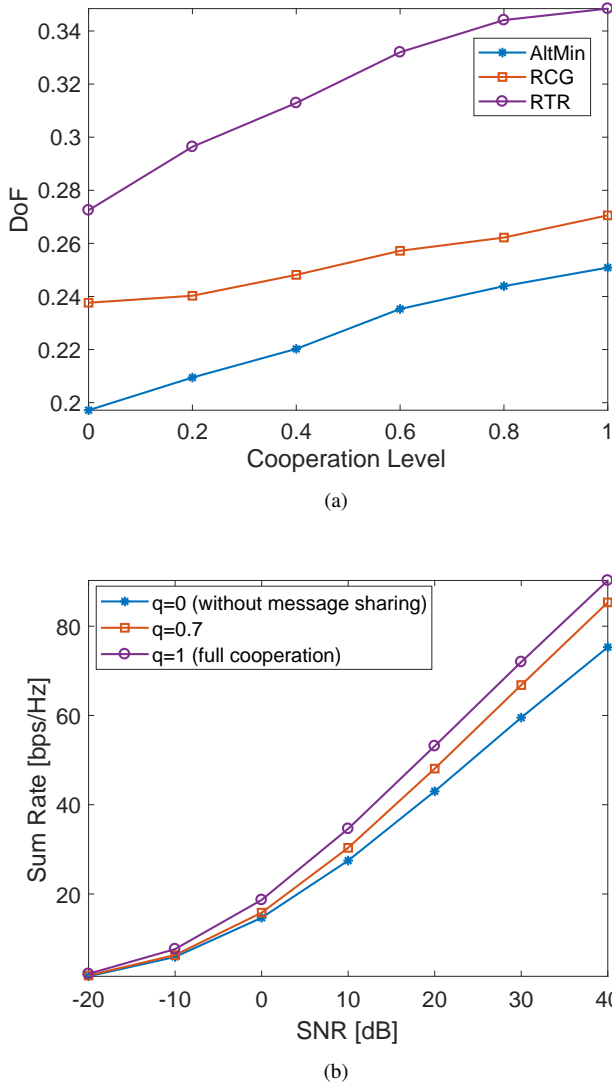 0.34
0.32
0.3
0.28
0.26
0.24
0.22
0.2
DoF
AltMin
RCG
RTR
0 0.2 0.4 0.6 0.8 1
Cooperation Level
(a)
80
60
40
20
Sum Rate [bps/Hz]
q=0 (without message sharing)
q=0.7
q=1 (full cooperation)
-20 -10 0 10 20 30 40
SNR [dB]
(b)